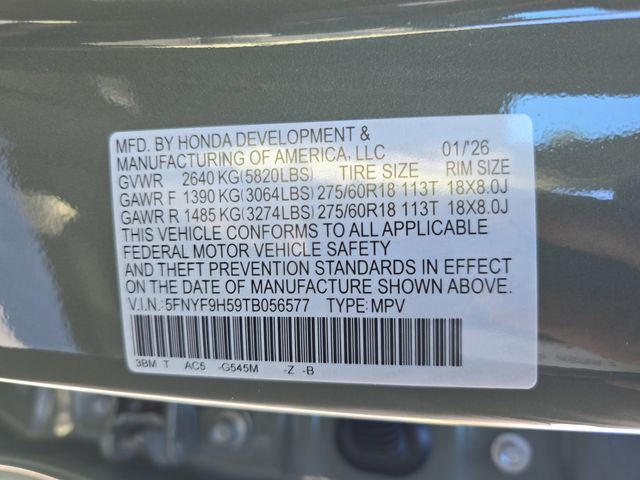 MFD. BY HONDA DEVELOPMENT &
MANUFACTURING OF AMERICA, LLC 01/'26
GVWR 2640 KG(5820LBS) TIRE SIZE RIM SIZE
GAWR F 1390 KG(3064LBS) 275/60R18 113T 18X8.0J
GAWR R 1485 KG(3274LBS) 275/60R18 113T 18X8.0J
THIS VEHICLE CONFORMS TO ALL APPLICABLE
FEDERAL MOTOR VEHICLE SAFETY
AND THEFT PREVENTION STANDARDS IN EFFECT
ON THE DATE OF MANUFACTURE SHOWN ABOVE.
V.I.N.: 5FNYF9H59TB056577 TYPE: MPV
3BM T AC5 -G545M -Z -B